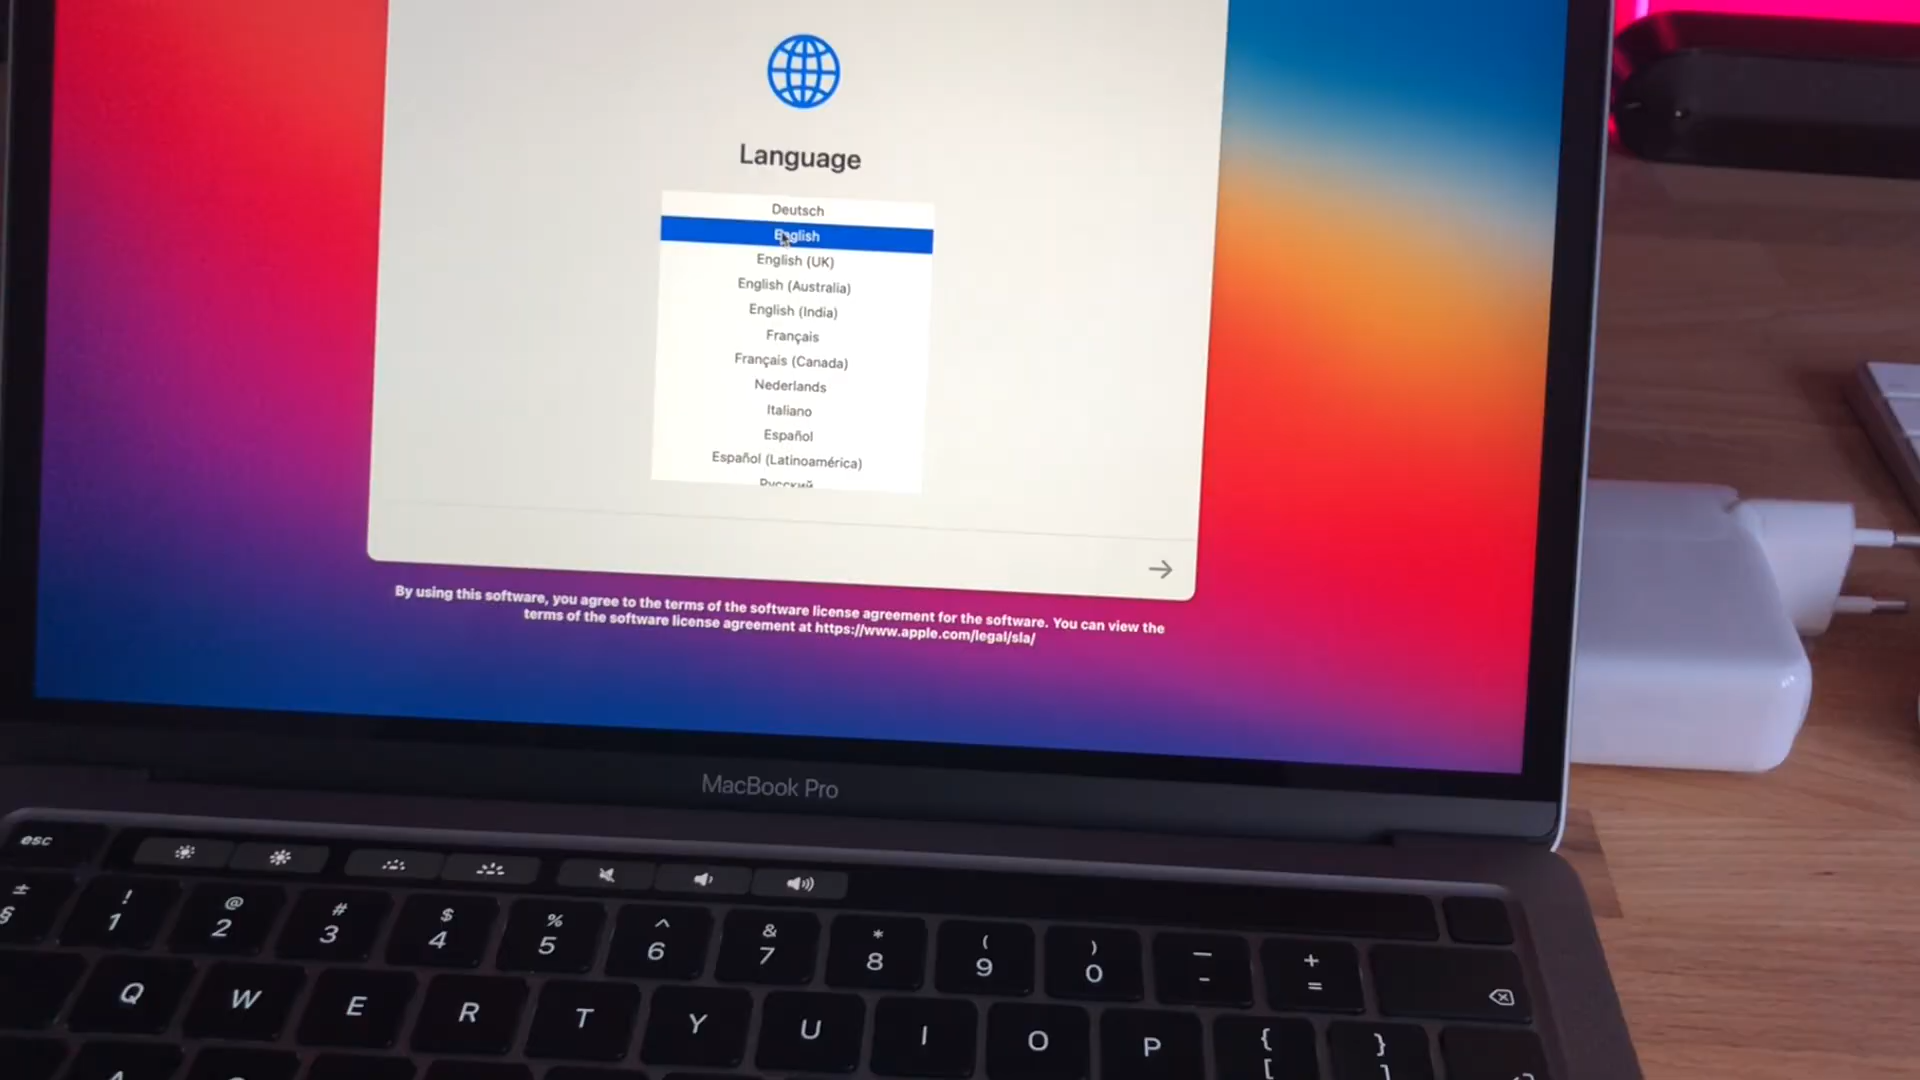 Language
Deutsch
English
English (UK)
English (Australia)
English (India)
Français
Français (Canada)
Nederlands
Italiano
Español
Español (Latinoamérica)
Русский
By using this software, you agree to the terms of the software license agreement for the software. You can view the
terms of the software license agreement at https://www.apple.com/legal/sla/
MacBook Pro
esc
± ! @ # $ % ^ & * ( ) — +
§ 1 2 3 4 5 6 7 8 9 0 - =
Q W E R T Y U I O P { }
[ ]